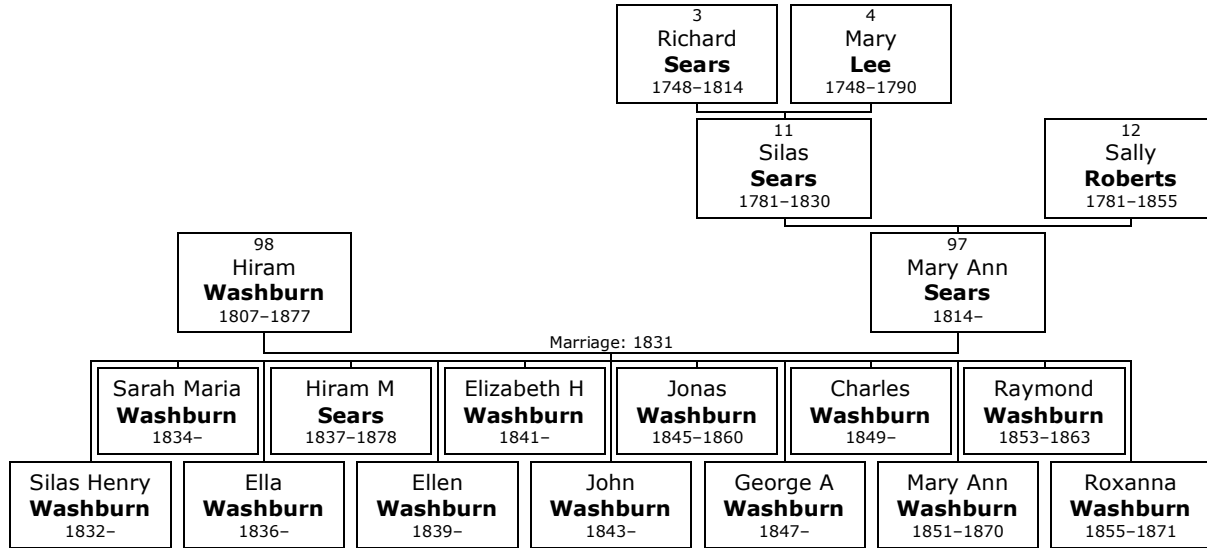 3
Richard
Sears
1748–1814
4
Mary
Lee
1748–1790
11
Silas
Sears
1781–1830
12
Sally
Roberts
1781–1855
98
Hiram
Washburn
1807–1877
97
Mary Ann
Sears
1814–
Marriage: 1831
Sarah Maria
Washburn
1834–
Hiram M
Sears
1837–1878
Elizabeth H
Washburn
1841–
Jonas
Washburn
1845–1860
Charles
Washburn
1849–
Raymond
Washburn
1853–1863
Silas Henry
Washburn
1832–
Ella
Washburn
1836–
Ellen
Washburn
1839–
John
Washburn
1843–
George A
Washburn
1847–
Mary Ann
Washburn
1851–1870
Roxanna
Washburn
1855–1871